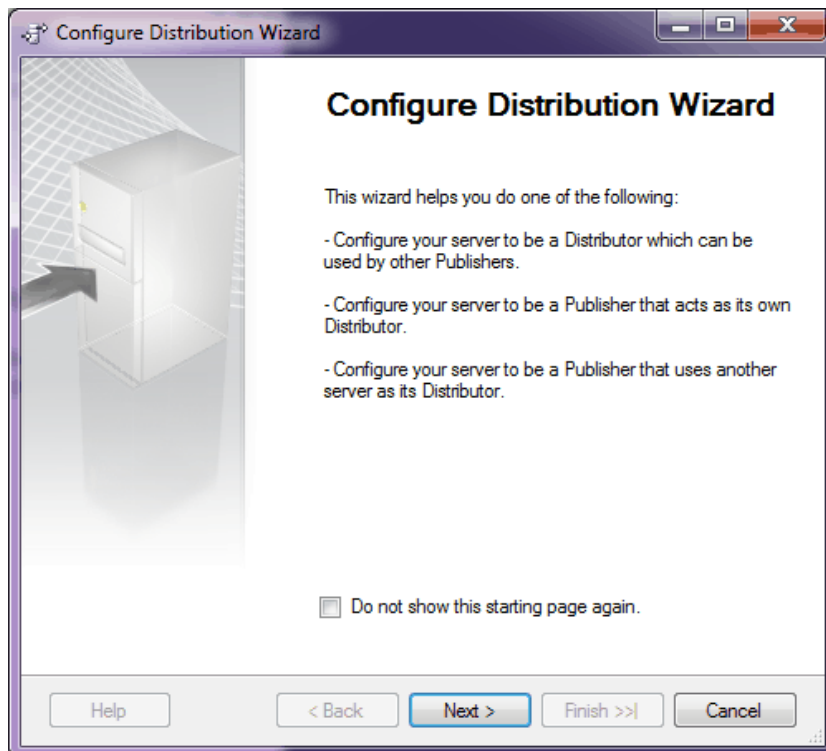 Configure Distribution Wizard
Configure Distribution Wizard
This wizard helps you do one of the following:
- Configure your server to be a Distributor which can be
used by other Publishers.
- Configure your server to be a Publisher that acts as its own
Distributor.
- Configure your server to be a Publisher that uses another
server as its Distributor.
Do not show this starting page again.
Help
< Back
Next >
Finish >>|
Cancel